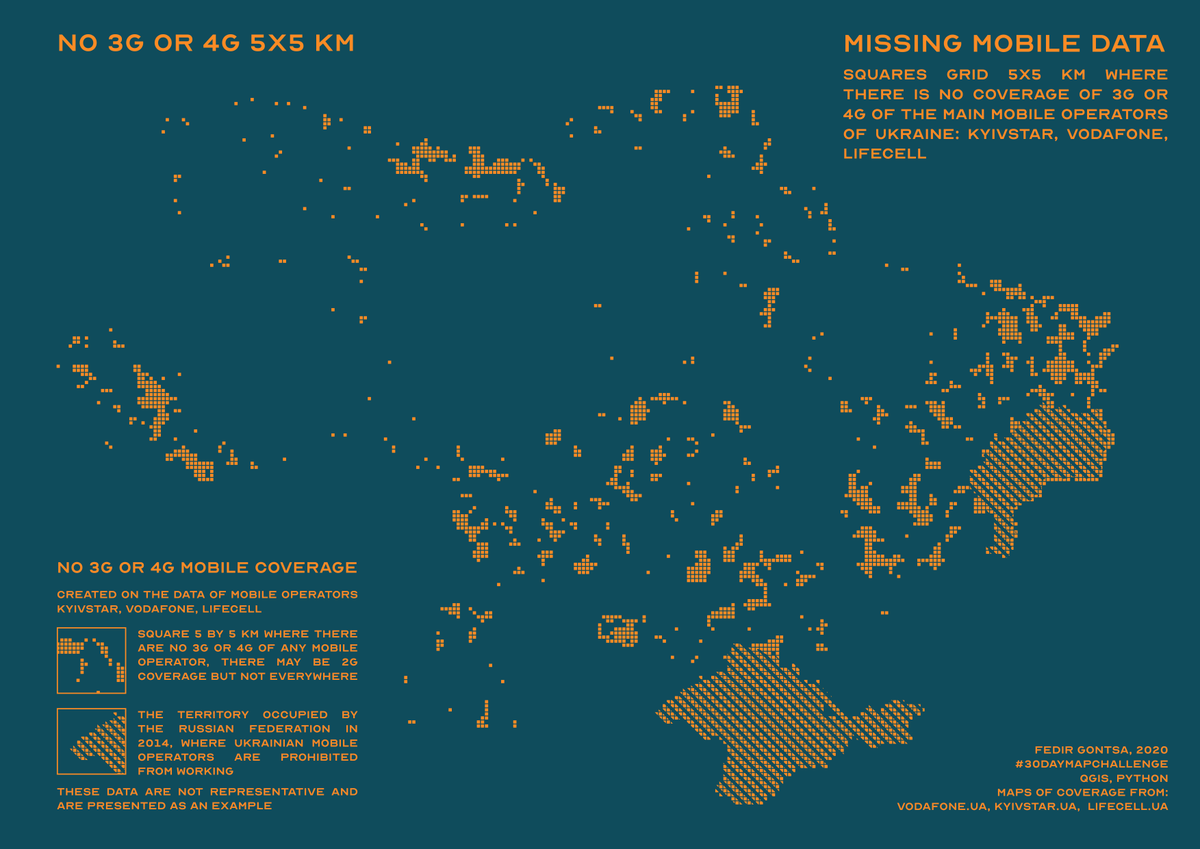 NO 3G OR 4G 5X5 KM
MISSING MOBILE DATA
SQUARES GRID 5X5 KM WHERE
THERE IS NO COVERAGE OF 3G OR
4G OF THE MAIN MOBILE OPERATORS
OF UKRAINE: KYIVSTAR, VODAFONE,
LIFECELL
NO 3G OR 4G MOBILE COVERAGE
CREATED ON THE DATA OF MOBILE OPERATORS
KYIVSTAR, VODAFONE, LIFECELL
SQUARE 5 BY 5 KM WHERE THERE
ARE NO 3G OR 4G OF ANY MOBILE
OPERATOR, THERE MAY BE 2G
COVERAGE BUT NOT EVERYWHERE
THE TERRITORY OCCUPIED BY
THE RUSSIAN FEDERATION IN
2014, WHERE UKRAINIAN MOBILE
OPERATORS ARE PROHIBITED
FROM WORKING
THESE DATA ARE NOT REPRESENTATIVE AND
ARE PRESENTED AS AN EXAMPLE
FEDIR GONTSA, 2020
#30DAYMAPCHALLENGE
QGIS, PYTHON
MAPS OF COVERAGE FROM:
VODAFONE.UA, KYIVSTAR.UA, LIFECELL.UA